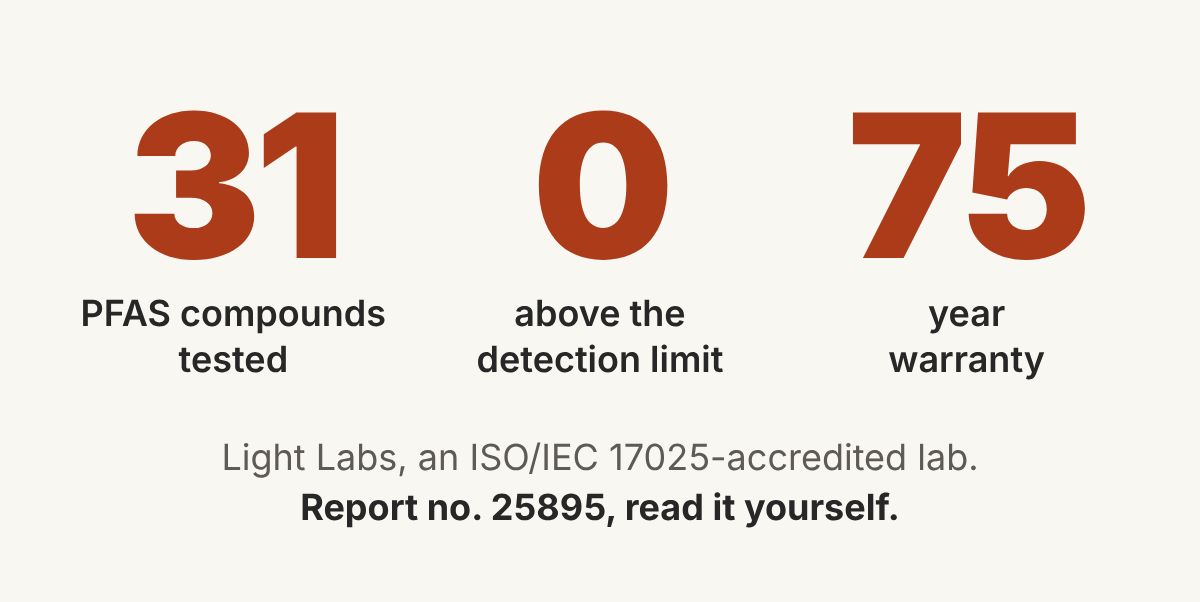 31
0
75
PFAS compounds
tested
above the
detection limit
year
warranty
Light Labs, an ISO/IEC 17025-accredited lab.
Report no. 25895, read it yourself.